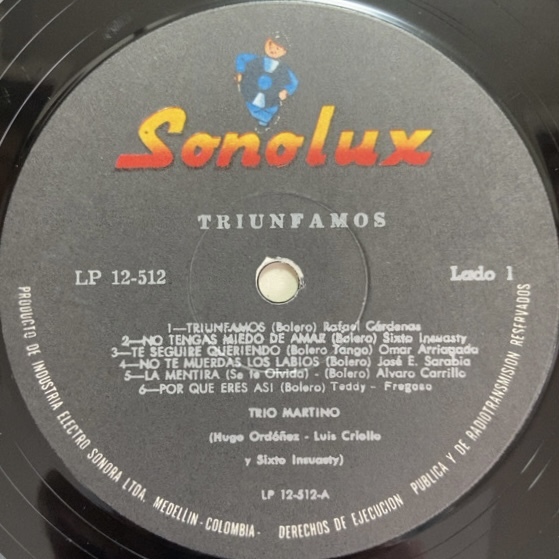 Sonolux
TRIUNFAMOS
LP 12-512
Lado 1
1—TRIUNFAMOS (Bolero) Rafael Cárdenas
2—NO TENGAS MIEDO DE AMAR (Bolero) Sixto Insuasty
3—TE SEGUIRE QUERIENDO (Bolero Tango) Omar Arriagada
4—NO TE MUERDAS LOS LABIOS (Bolero) José E. Sarabia
5—LA MENTIRA (Se te Olvida) - (Bolero) Alvaro Carrillo
6—POR QUE ERES ASI (Bolero) Teddy - Fregoso
TRIO MARTINO
(Hugo Ordóñez - Luis Criollo
y Sixto Insuasty)
LP 12-512-A
PRODUCTO DE INDUSTRIA ELECTRO SONORA LTDA. MEDELLIN - COLOMBIA - DERECHOS DE EJECUCION PUBLICA Y DE RADIOTRANSMISION RESERVADOS